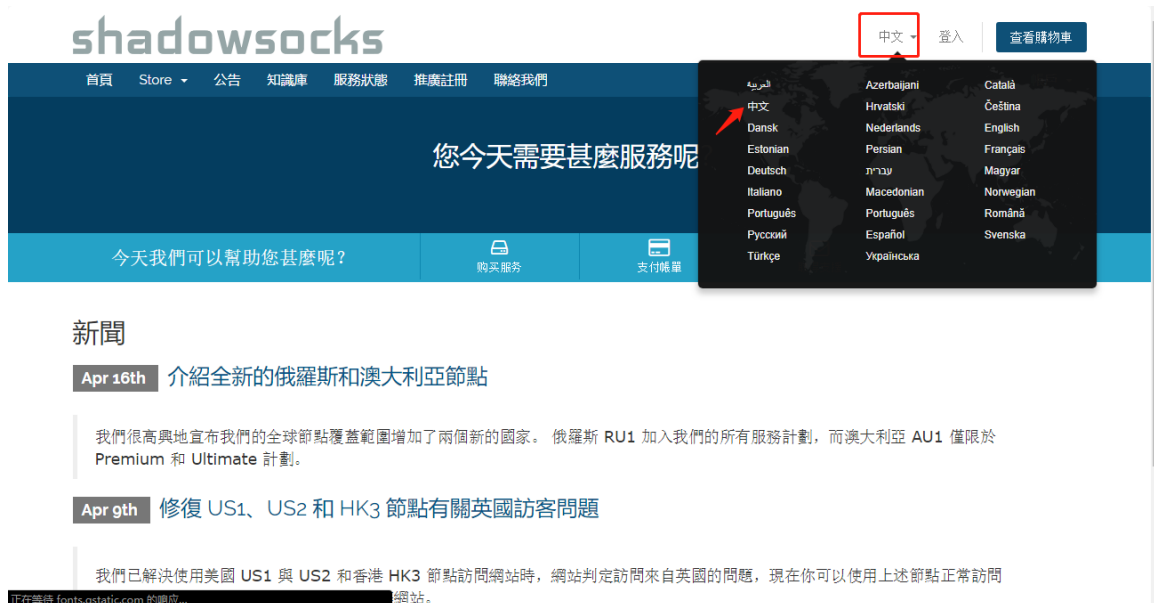 shadowsocks
中文 登入 查看購物車
首頁 Store 公告 知識庫 服務狀態 推廣註冊 聯絡我們
العربية Azerbaijani Català
中文 Hrvatski Čeština
Dansk Nederlands English
Estonian Persian Français
Deutsch עברית Magyar
Italiano Macedonian Norwegian
Português Português Română
Русский Español Svenska
Türkçe Українська
您今天需要甚麼服務呢
今天我們可以幫助您甚麼呢？ 购买服务 支付帳單
新聞
Apr 16th 介紹全新的俄羅斯和澳大利亞節點
我們很高興地宣布我們的全球節點覆蓋範圍增加了兩個新的國家。 俄羅斯 RU1 加入我們的所有服務計劃，而澳大利亞 AU1 僅限於
Premium 和 Ultimate 計劃。
Apr 9th 修復 US1、US2 和 HK3 節點有關英國訪客問題
我們已解決使用美國 US1 與 US2 和香港 HK3 節點訪問網站時，網站判定訪問來自英國的問題，現在你可以使用上述節點正常訪問
網站。
正在等待 fonts.gstatic.com 的响应...